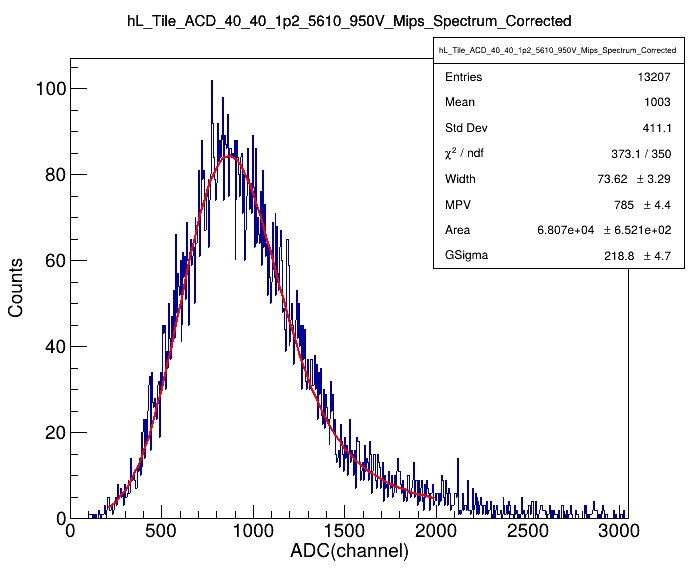 hL_Tile_ACD_40_40_1p2_5610_950V_Mips_Spectrum_Corrected
hL_Tile_ACD_40_40_1p2_5610_950V_Mips_Spectrum_Corrected
Entries 13207
Mean 1003
Std Dev 411.1
χ² / ndf 373.1 / 350
Width 73.62 ± 3.29
MPV 785 ± 4.4
Area 6.807e+04 ± 6.521e+02
GSigma 218.8 ± 4.7
Counts
100
80
60
40
20
0
0 500 1000 1500 2000 2500 3000
ADC(channel)